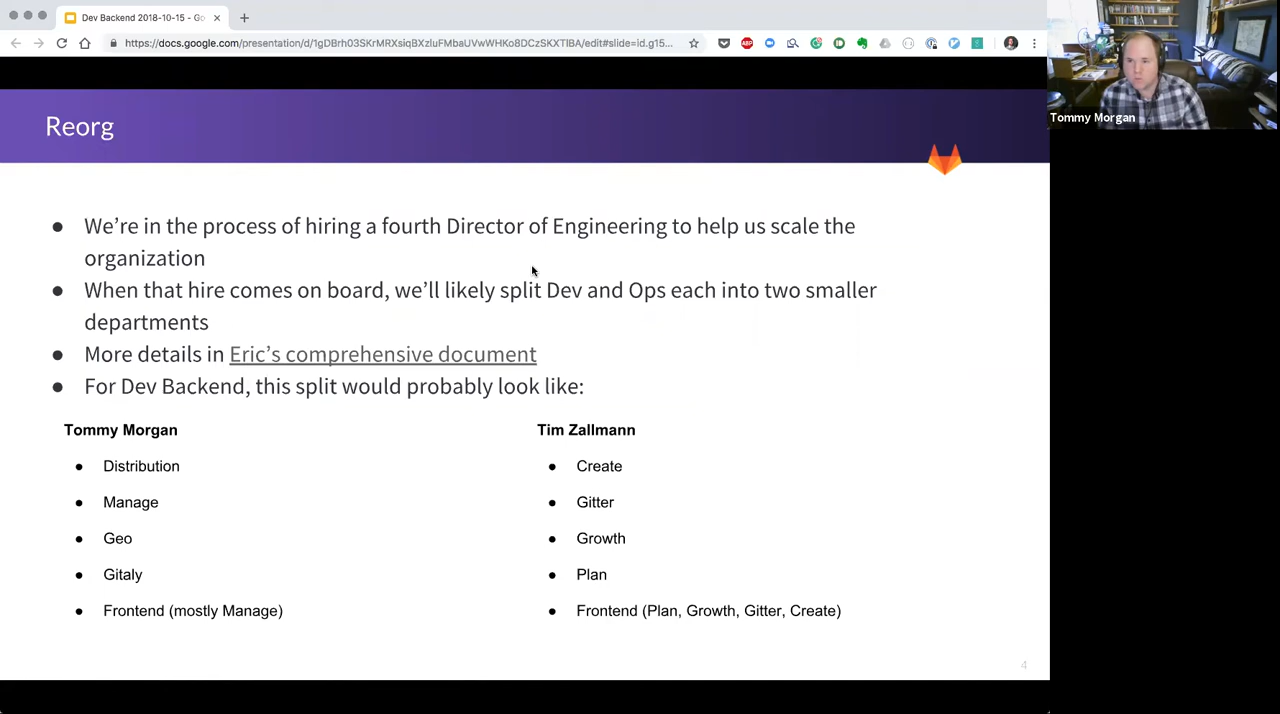 Dev Backend 2018-10-15 - Go
https://docs.google.com/presentation/d/1gDBrh03SKrMRXsiqBXzluFMbaUVwWHKo8DCzSKXTlBA/edit#slide=id.g15...
ABP
Tommy Morgan
Reorg
● We’re in the process of hiring a fourth Director of Engineering to help us scale the
organization
● When that hire comes on board, we’ll likely split Dev and Ops each into two smaller
departments
● More details in Eric’s comprehensive document
● For Dev Backend, this split would probably look like:
Tommy Morgan
● Distribution
● Manage
● Geo
● Gitaly
● Frontend (mostly Manage)
Tim Zallmann
● Create
● Gitter
● Growth
● Plan
● Frontend (Plan, Growth, Gitter, Create)
4